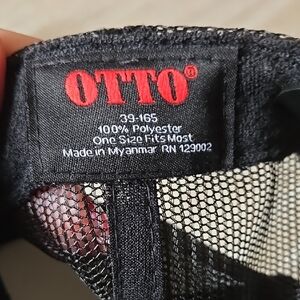 OTTO®
39-165
100% Polyester
One Size Fits Most
Made in Myanmar RN 129002